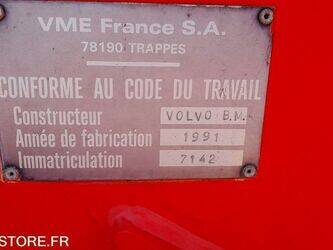 VME France S.A.
78190 TRAPPES
CONFORME AU CODE DU TRAVAIL
Constructeur VOLVO B.M.
Année de fabrication 1991
Immatriculation 7142
STORE.FR